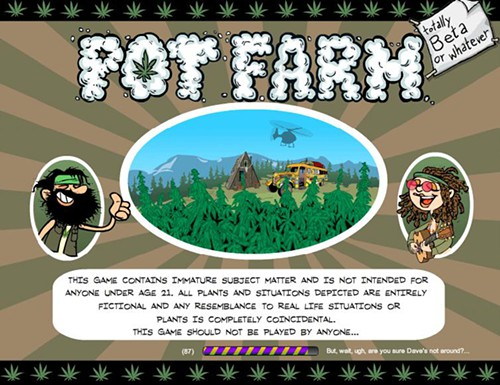 totally
Beta
or whatever
POT FARM
THIS GAME CONTAINS IMMATURE SUBJECT MATTER AND IS NOT INTENDED FOR
ANYONE UNDER AGE 21. ALL PLANTS AND SITUATIONS DEPICTED ARE ENTIRELY
FICTIONAL AND ANY RESEMBLANCE TO REAL LIFE SITUATIONS OR
PLANTS IS COMPLETELY COINCIDENTAL.
THIS GAME SHOULD NOT BE PLAYED BY ANYONE...
(87)
But, wait, ugh, are you sure Dave's not around?...